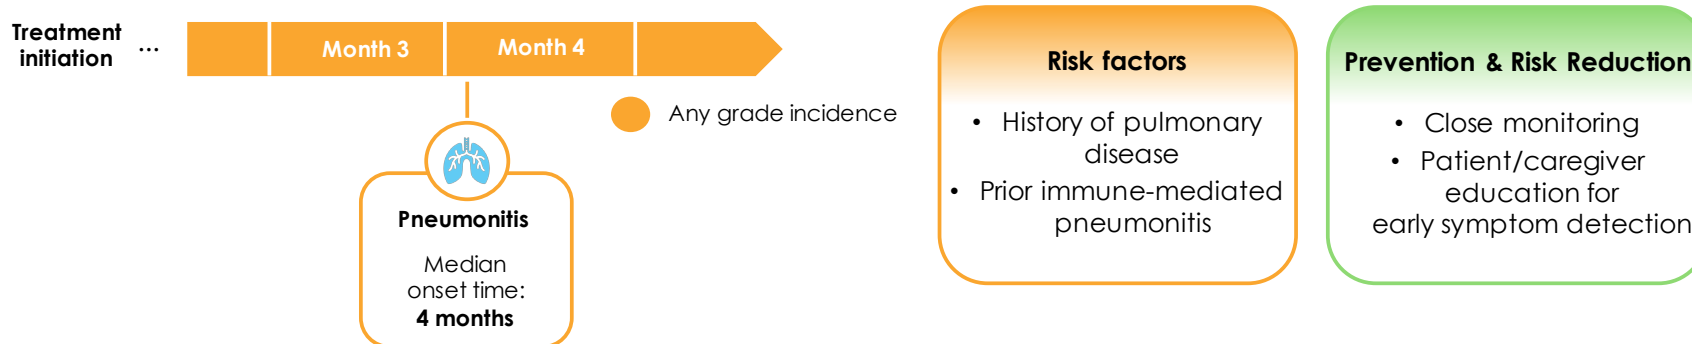 Treatment
initiation ...
Month 3
Month 4
Any grade incidence
Pneumonitis
Median
onset time:
4 months
Risk factors
• History of pulmonary
disease
• Prior immune-mediated
pneumonitis
Prevention & Risk Reduction
• Close monitoring
• Patient/caregiver
education for
early symptom detection